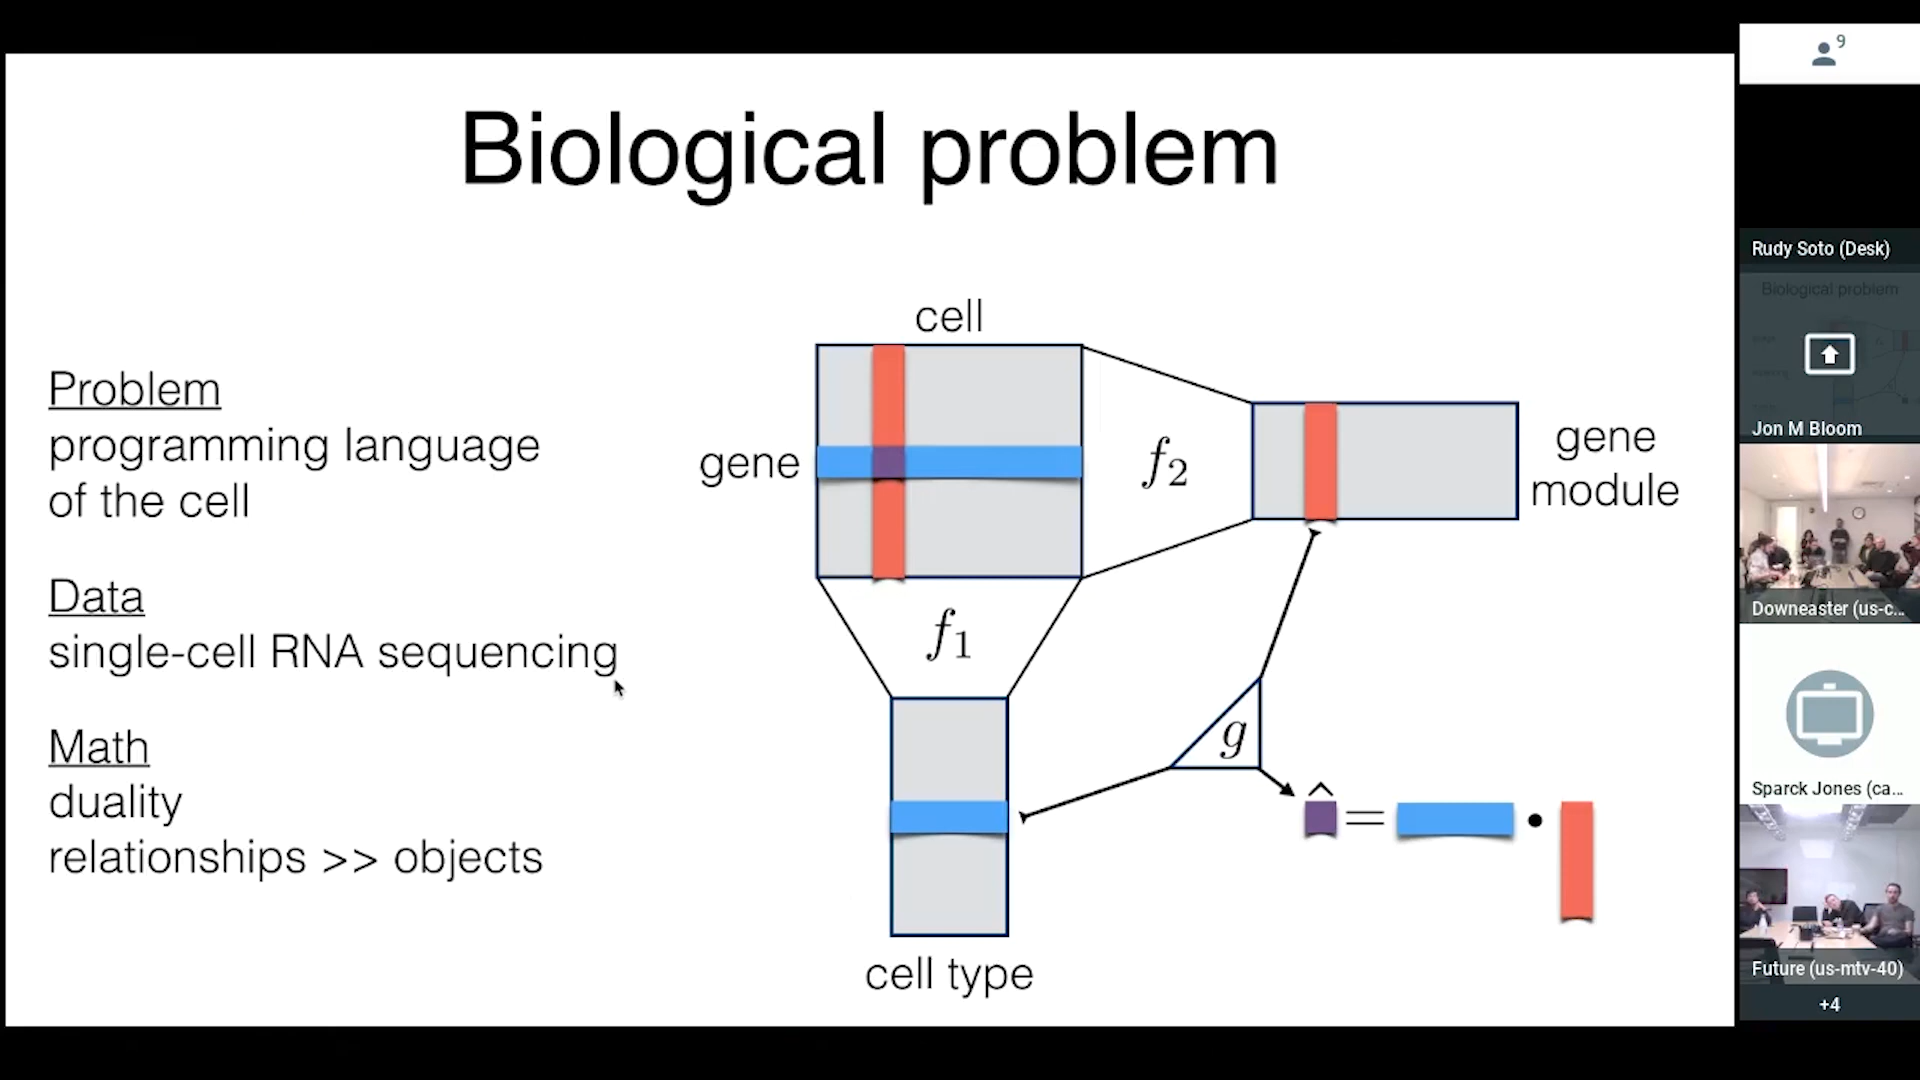 Biological problem
Problem
programming language
of the cell
Data
single-cell RNA sequencing
Math
duality
relationships >> objects
cell
gene
f₂
gene
module
f₁
g
^ = •
cell type
9
Rudy Soto (Desk)
Biological problem
Jon M Bloom
Downeaster (us-c...
Sparck Jones (ca...
Future (us-mtv-40)
+4